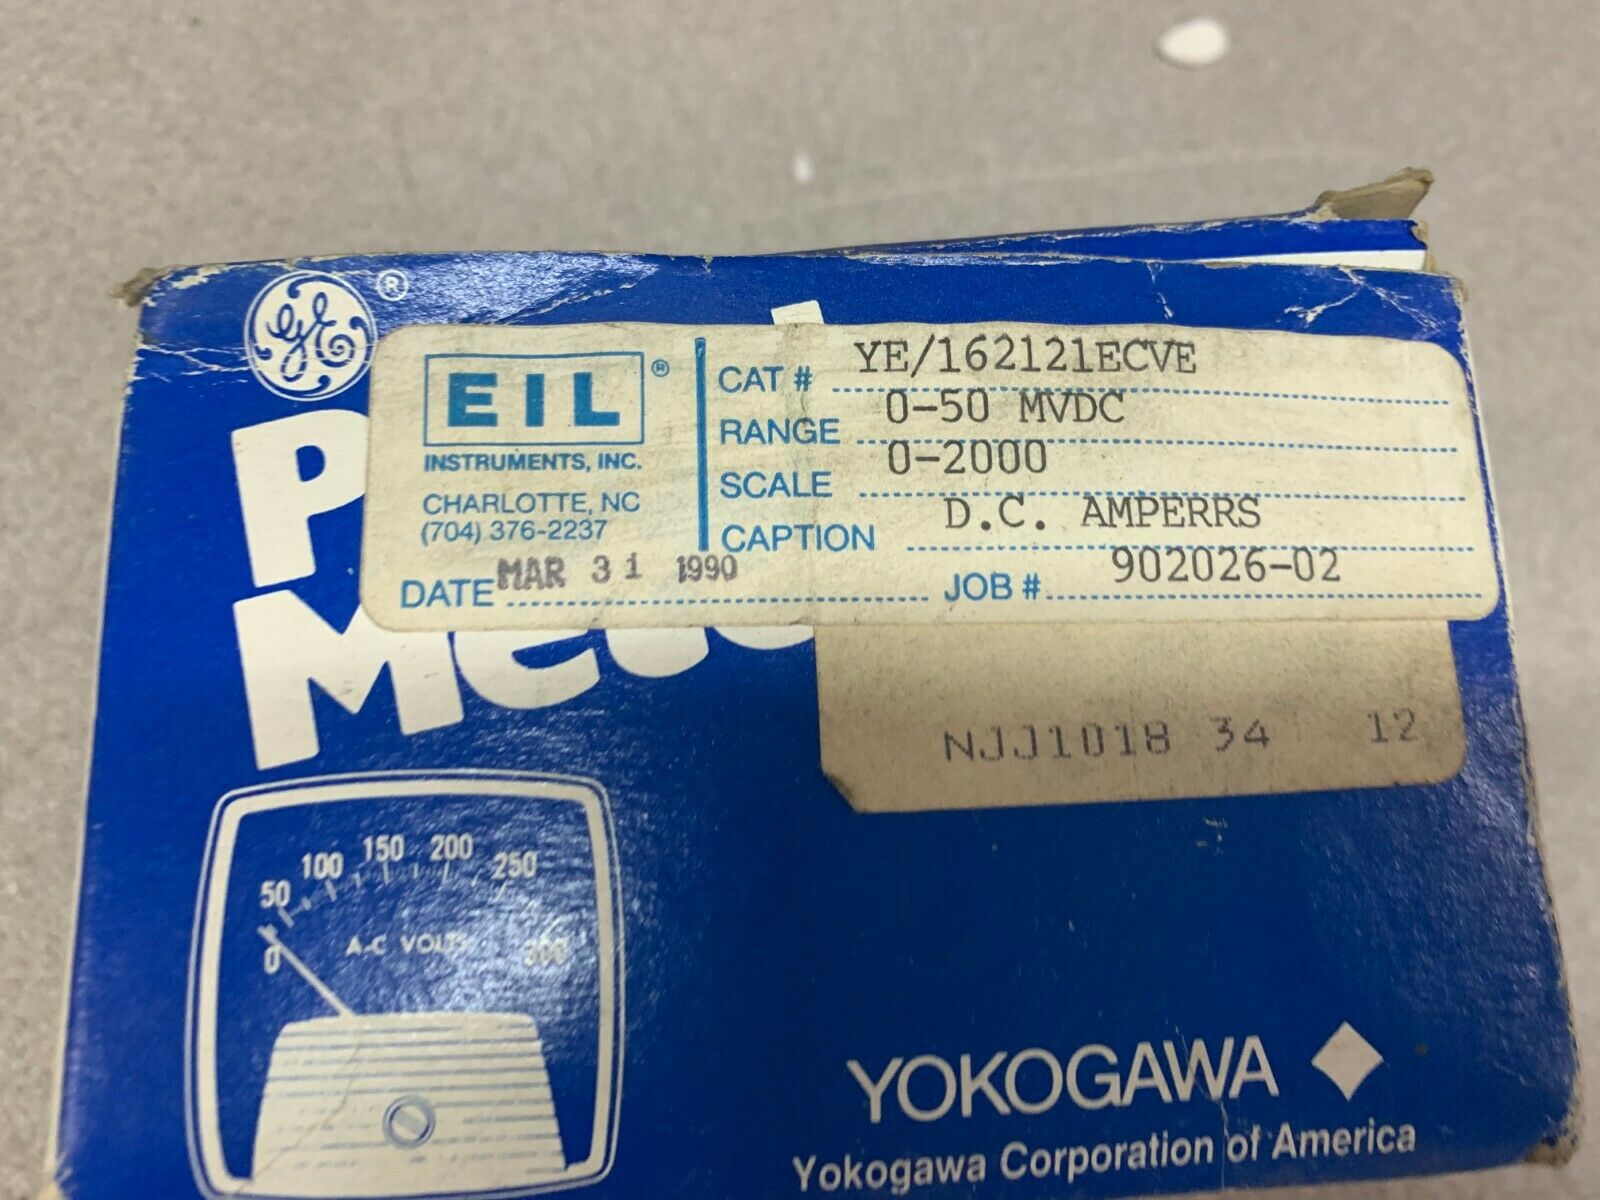 GE ®
EIL ®
INSTRUMENTS, INC.
CHARLOTTE, NC
(704) 376-2237
CAT # YE/162121ECVE
RANGE 0-50 MVDC
SCALE 0-2000
CAPTION D.C. AMPERRS
DATE MAR 31 1990
JOB # 902026-02
NJJ1018 34 12
0 50 100 150 200 250 300
A-C VOLTS
YOKOGAWA
Yokogawa Corporation of America